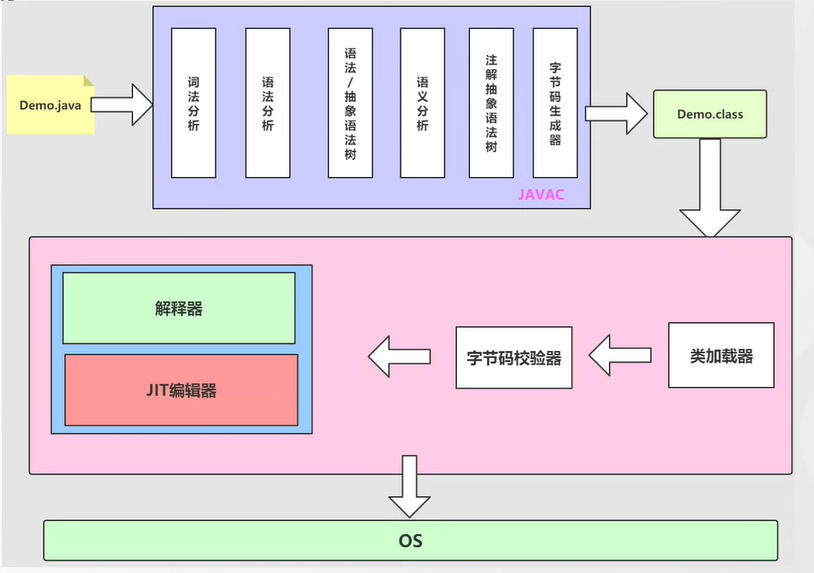 Demo.java
词法分析
语法分析
语法/抽象语法树
语义分析
注解抽象语法树
字节码生成器
JAVAC
Demo.class
解释器
JIT编辑器
字节码校验器
类加载器
OS